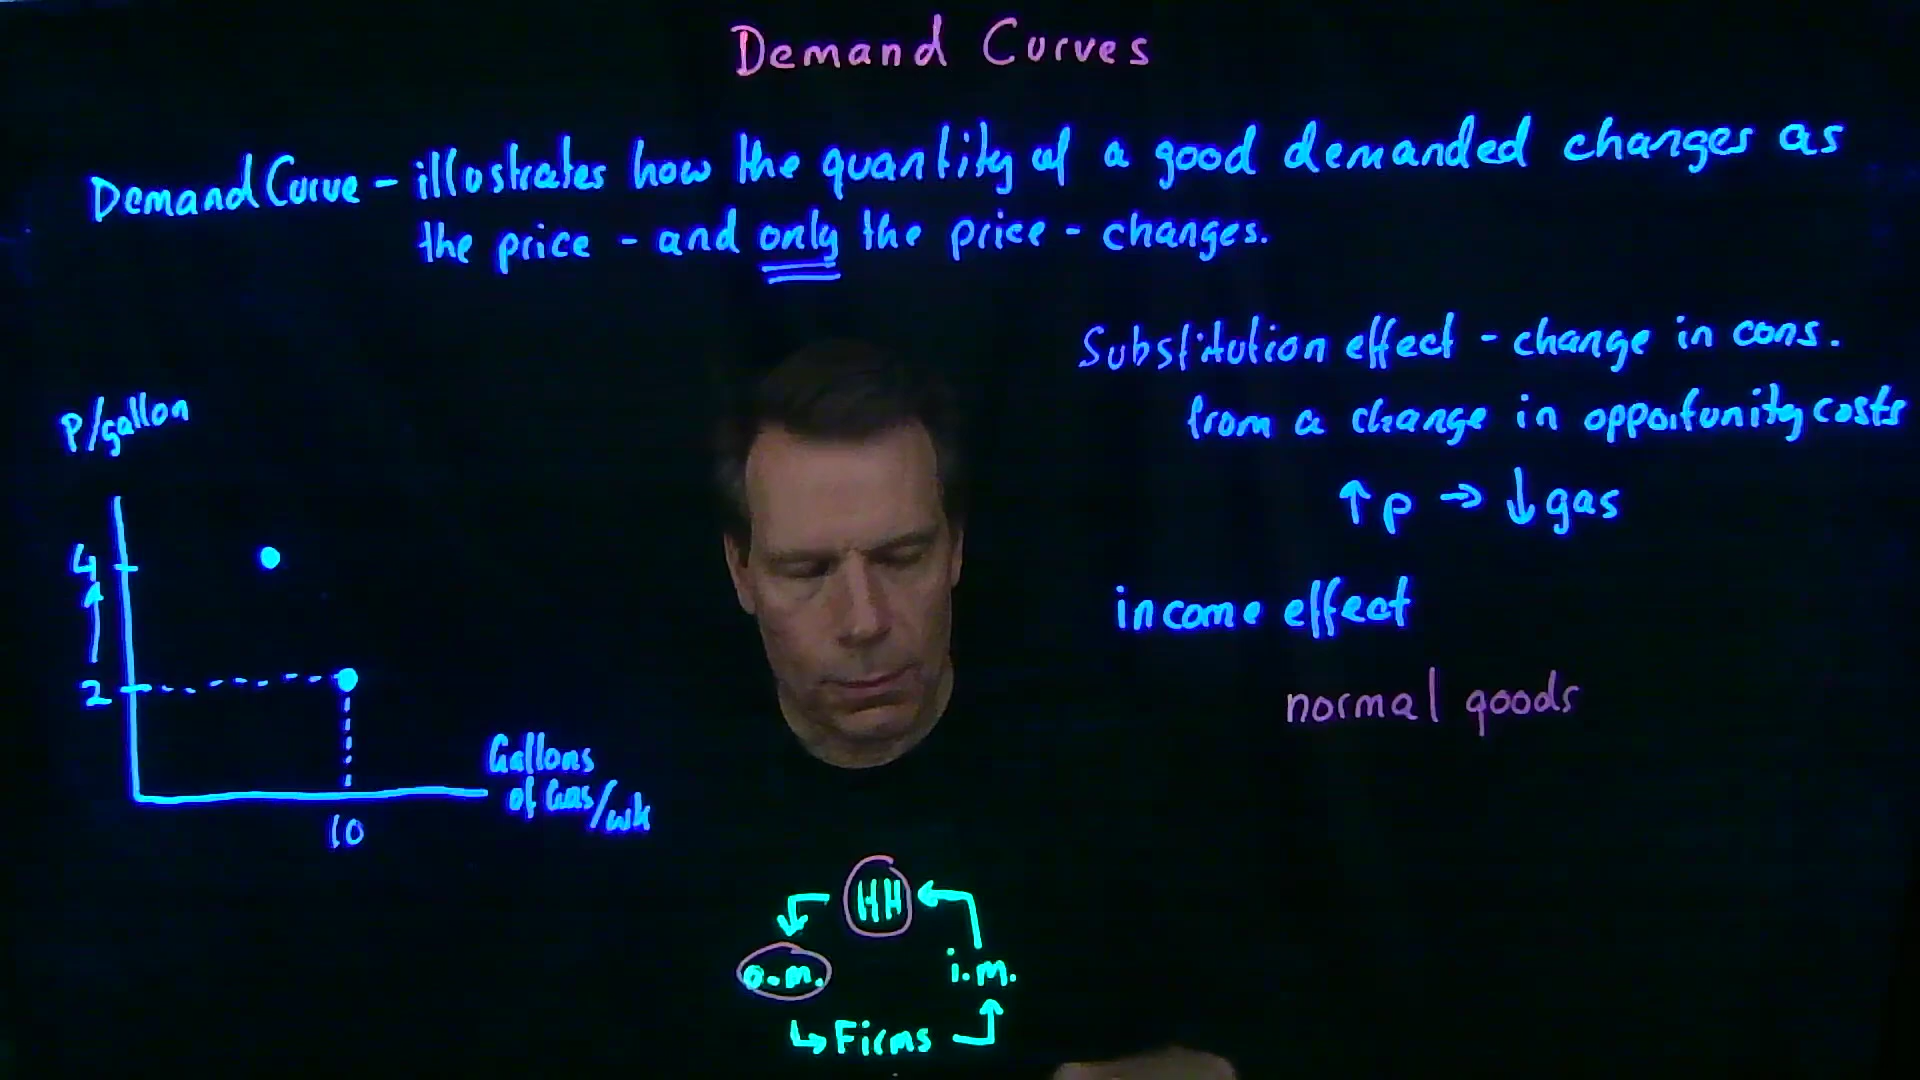 Demand Curves
Demand Curve - illustrates how the quantity of a good demanded changes as
the price - and only the price - changes.
Substitution effect - change in cons.
from a change in opportunity costs
↑ p → ↓ gas
income effect
normal goods
P/gallon
4
2
10
Gallons
of Gas/wk
HH
o.m.
i.m.
Firms